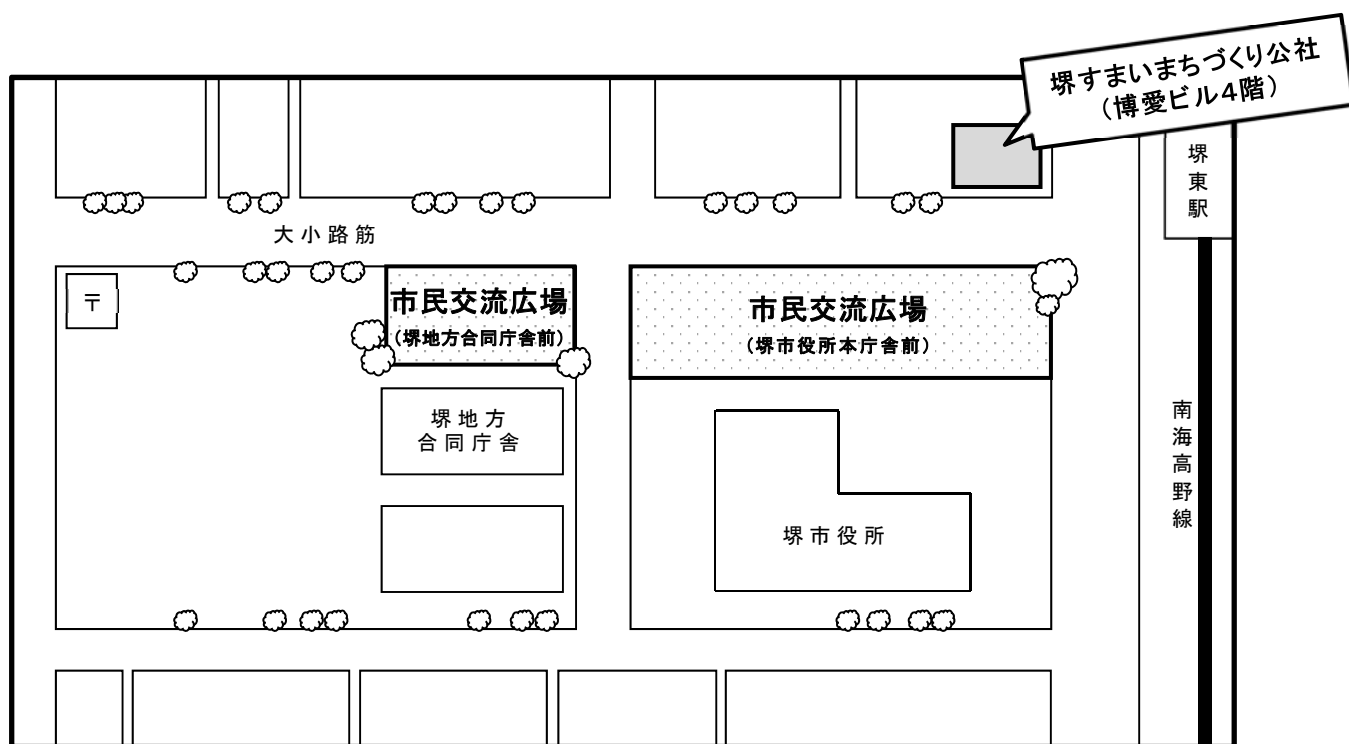 堺すまいまちづくり公社
（博愛ビル4階）
堺東駅
大小路筋
〒
市民交流広場
（堺地方合同庁舎前）
市民交流広場
（堺市役所本庁舎前）
堺地方
合同庁舎
堺市役所
南海高野線